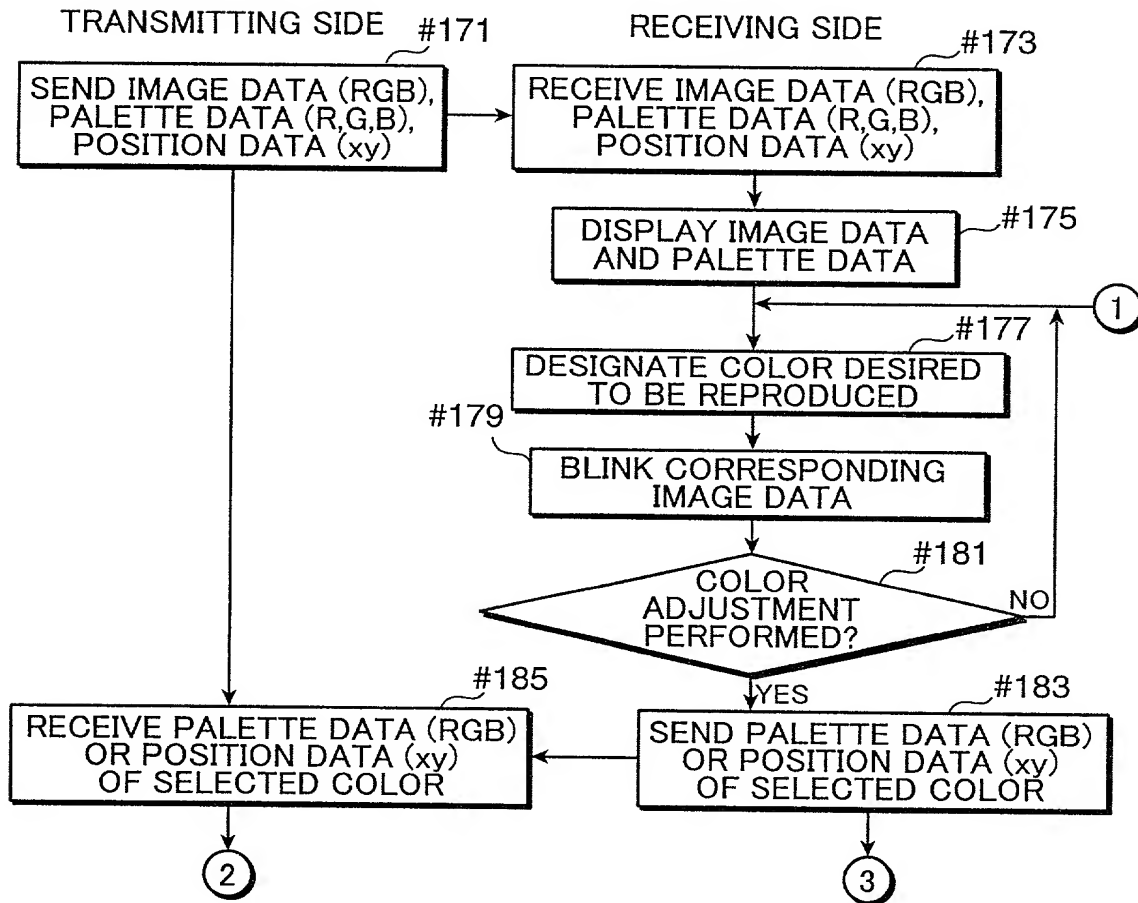 TRANSMITTING SIDE
RECEIVING SIDE
#171
#173
SEND IMAGE DATA (RGB),
PALETTE DATA (R,G,B),
POSITION DATA (xy)
RECEIVE IMAGE DATA (RGB),
PALETTE DATA (R,G,B),
POSITION DATA (xy)
#175
DISPLAY IMAGE DATA
AND PALETTE DATA
1
#177
DESIGNATE COLOR DESIRED
TO BE REPRODUCED
#179
BLINK CORRESPONDING
IMAGE DATA
#181
COLOR
ADJUSTMENT
PERFORMED?
NO
YES
#185
#183
RECEIVE PALETTE DATA (RGB)
OR POSITION DATA (xy)
OF SELECTED COLOR
SEND PALETTE DATA (RGB)
OR POSITION DATA (xy)
OF SELECTED COLOR
2
3